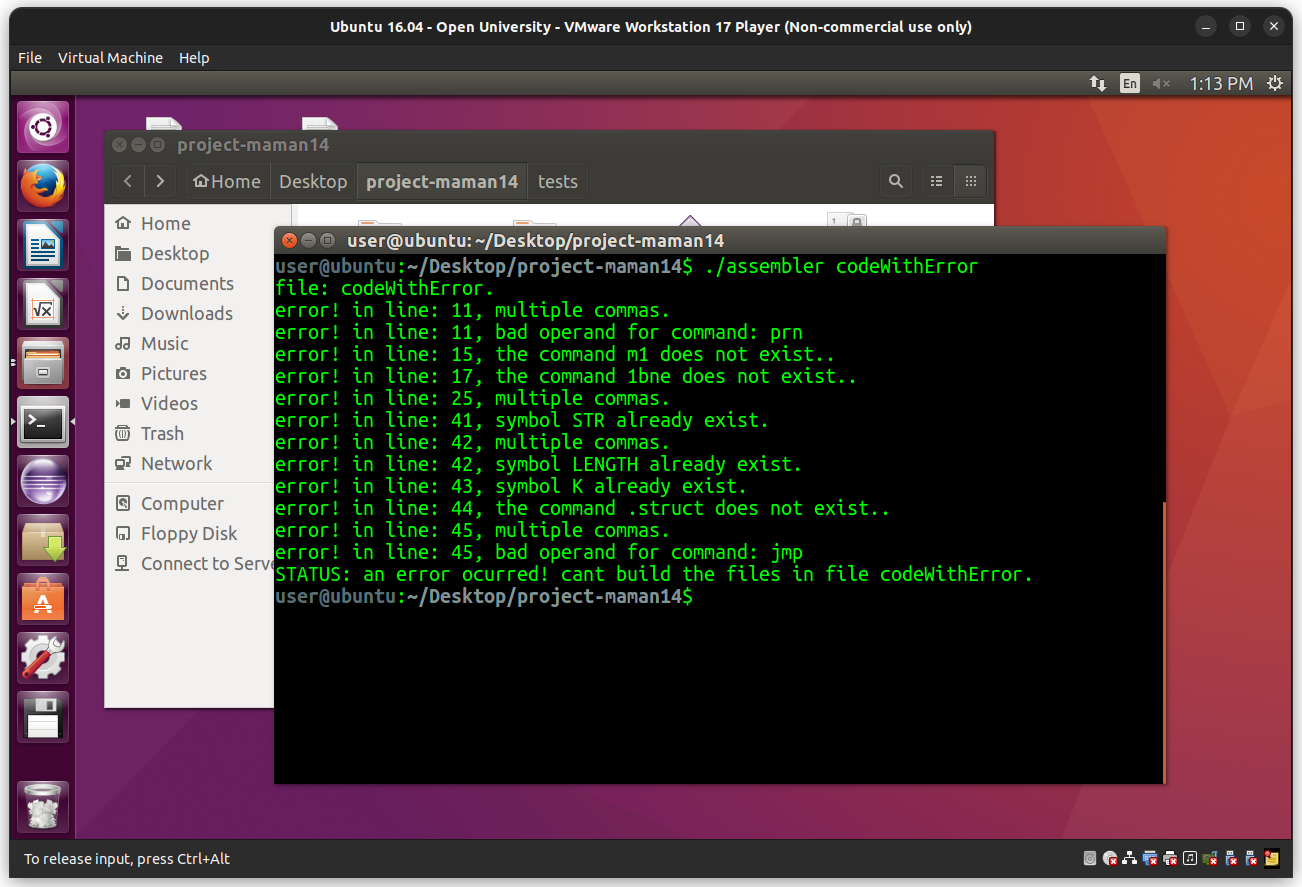 Ubuntu 16.04 - Open University - VMware Workstation 17 Player (Non-commercial use only)
File Virtual Machine Help
En 1:13 PM
project-maman14
Home Desktop project-maman14 tests
Home
Desktop
Documents
Downloads
Music
Pictures
Videos
Trash
Network
Computer
Floppy Disk
Connect to Serve
1
user@ubuntu: ~/Desktop/project-maman14
user@ubuntu:~/Desktop/project-maman14$ ./assembler codeWithError
file: codeWithError.
error! in line: 11, multiple commas.
error! in line: 11, bad operand for command: prn
error! in line: 15, the command m1 does not exist..
error! in line: 17, the command 1bne does not exist..
error! in line: 25, multiple commas.
error! in line: 41, symbol STR already exist.
error! in line: 42, multiple commas.
error! in line: 42, symbol LENGTH already exist.
error! in line: 43, symbol K already exist.
error! in line: 44, the command .struct does not exist..
error! in line: 45, multiple commas.
error! in line: 45, bad operand for command: jmp
STATUS: an error ocurred! cant build the files in file codeWithError.
user@ubuntu:~/Desktop/project-maman14$
To release input, press Ctrl+Alt